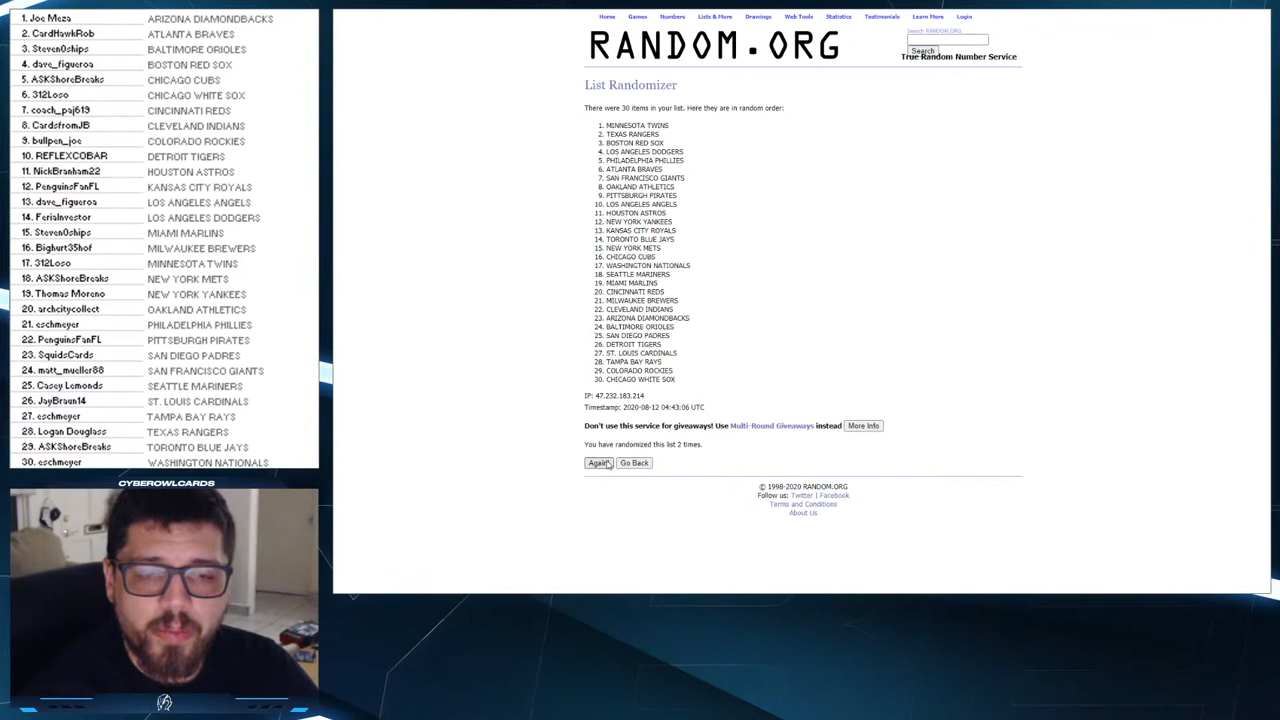 1. Joe Meza ARIZONA DIAMONDBACKS
2. CardHawkRob ATLANTA BRAVES
3. Steven0ships BALTIMORE ORIOLES
4. dave_figueroa BOSTON RED SOX
5. ASKShoreBreaks CHICAGO CUBS
6. 312Loso CHICAGO WHITE SOX
7. coach_paj619 CINCINNATI REDS
8. CardsfromJB CLEVELAND INDIANS
9. bullpen_joe COLORADO ROCKIES
10. REFLEXCOBAR DETROIT TIGERS
11. NickBranham22 HOUSTON ASTROS
12. PenguinsFanFL KANSAS CITY ROYALS
13. dave_figueroa LOS ANGELES ANGELS
14. FeriaInvestor LOS ANGELES DODGERS
15. Steven0ships MIAMI MARLINS
16. Bighurt35hof MILWAUKEE BREWERS
17. 312Loso MINNESOTA TWINS
18. ASKShoreBreaks NEW YORK METS
19. Thomas Moreno NEW YORK YANKEES
20. archcitycollect OAKLAND ATHLETICS
21. eschmeyer PHILADELPHIA PHILLIES
22. PenguinsFanFL PITTSBURGH PIRATES
23. SquidsCards SAN DIEGO PADRES
24. matt_mueller88 SAN FRANCISCO GIANTS
25. Casey Lemonds SEATTLE MARINERS
26. JayBraun14 ST. LOUIS CARDINALS
27. eschmeyer TAMPA BAY RAYS
28. Logan Douglass TEXAS RANGERS
29. ASKShoreBreaks TORONTO BLUE JAYS
30. eschmeyer WASHINGTON NATIONALS
CYBEROWLCARDS
Home Games Numbers Lists & More Drawings Web Tools Statistics Testimonials Learn More Login
RANDOM.ORG
Search RANDOM.ORG
Search
True Random Number Service
List Randomizer
There were 30 items in your list. Here they are in random order:
1. MINNESOTA TWINS
2. TEXAS RANGERS
3. BOSTON RED SOX
4. LOS ANGELES DODGERS
5. PHILADELPHIA PHILLIES
6. ATLANTA BRAVES
7. SAN FRANCISCO GIANTS
8. OAKLAND ATHLETICS
9. PITTSBURGH PIRATES
10. LOS ANGELES ANGELS
11. HOUSTON ASTROS
12. NEW YORK YANKEES
13. KANSAS CITY ROYALS
14. TORONTO BLUE JAYS
15. NEW YORK METS
16. CHICAGO CUBS
17. WASHINGTON NATIONALS
18. SEATTLE MARINERS
19. MIAMI MARLINS
20. CINCINNATI REDS
21. MILWAUKEE BREWERS
22. CLEVELAND INDIANS
23. ARIZONA DIAMONDBACKS
24. BALTIMORE ORIOLES
25. SAN DIEGO PADRES
26. DETROIT TIGERS
27. ST. LOUIS CARDINALS
28. TAMPA BAY RAYS
29. COLORADO ROCKIES
30. CHICAGO WHITE SOX
IP: 47.232.183.214
Timestamp: 2020-08-12 04:43:06 UTC
Don't use this service for giveaways! Use Multi-Round Giveaways instead More Info
You have randomized this list 2 times.
Again! Go Back
© 1998-2020 RANDOM.ORG
Follow us: Twitter | Facebook
Terms and Conditions
About Us